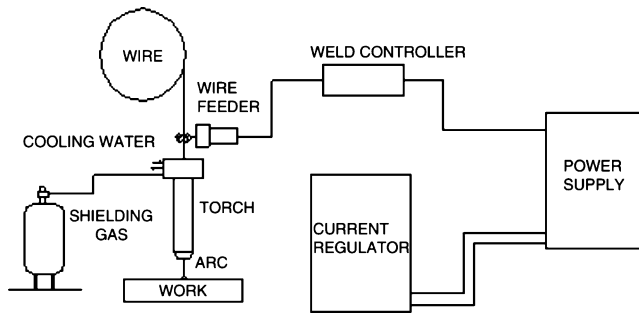 WIRE
WELD CONTROLLER
WIRE
FEEDER
COOLING WATER
POWER
SUPPLY
SHIELDING
GAS
TORCH
CURRENT
REGULATOR
ARC
WORK